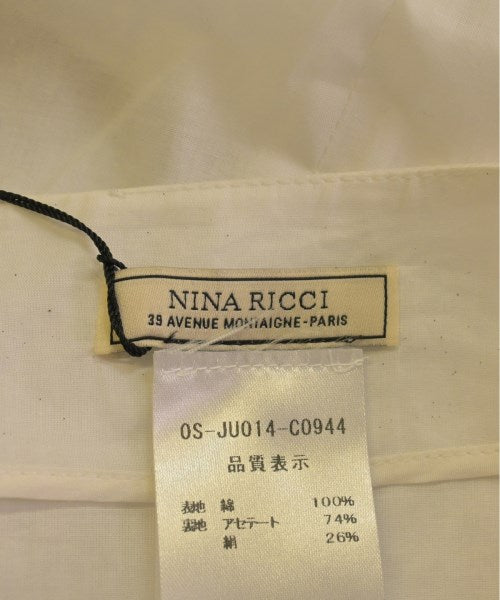 NINA RICCI
39 AVENUE MONTAIGNE-PARIS
OS-JU014-C0944
品質表示
表地 綿 100%
裏地 アセテート 74%
絹 26%